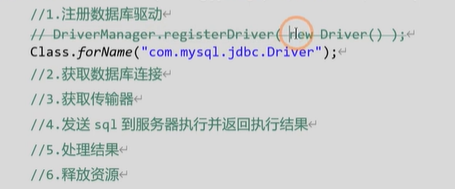 //1.注册数据库驱动
// DriverManager.registerDriver( new Driver() );
Class.forName("com.mysql.jdbc.Driver");
//2.获取数据库连接
//3.获取传输器
//4.发送 sql 到服务器执行并返回执行结果
//5.处理结果
//6.释放资源